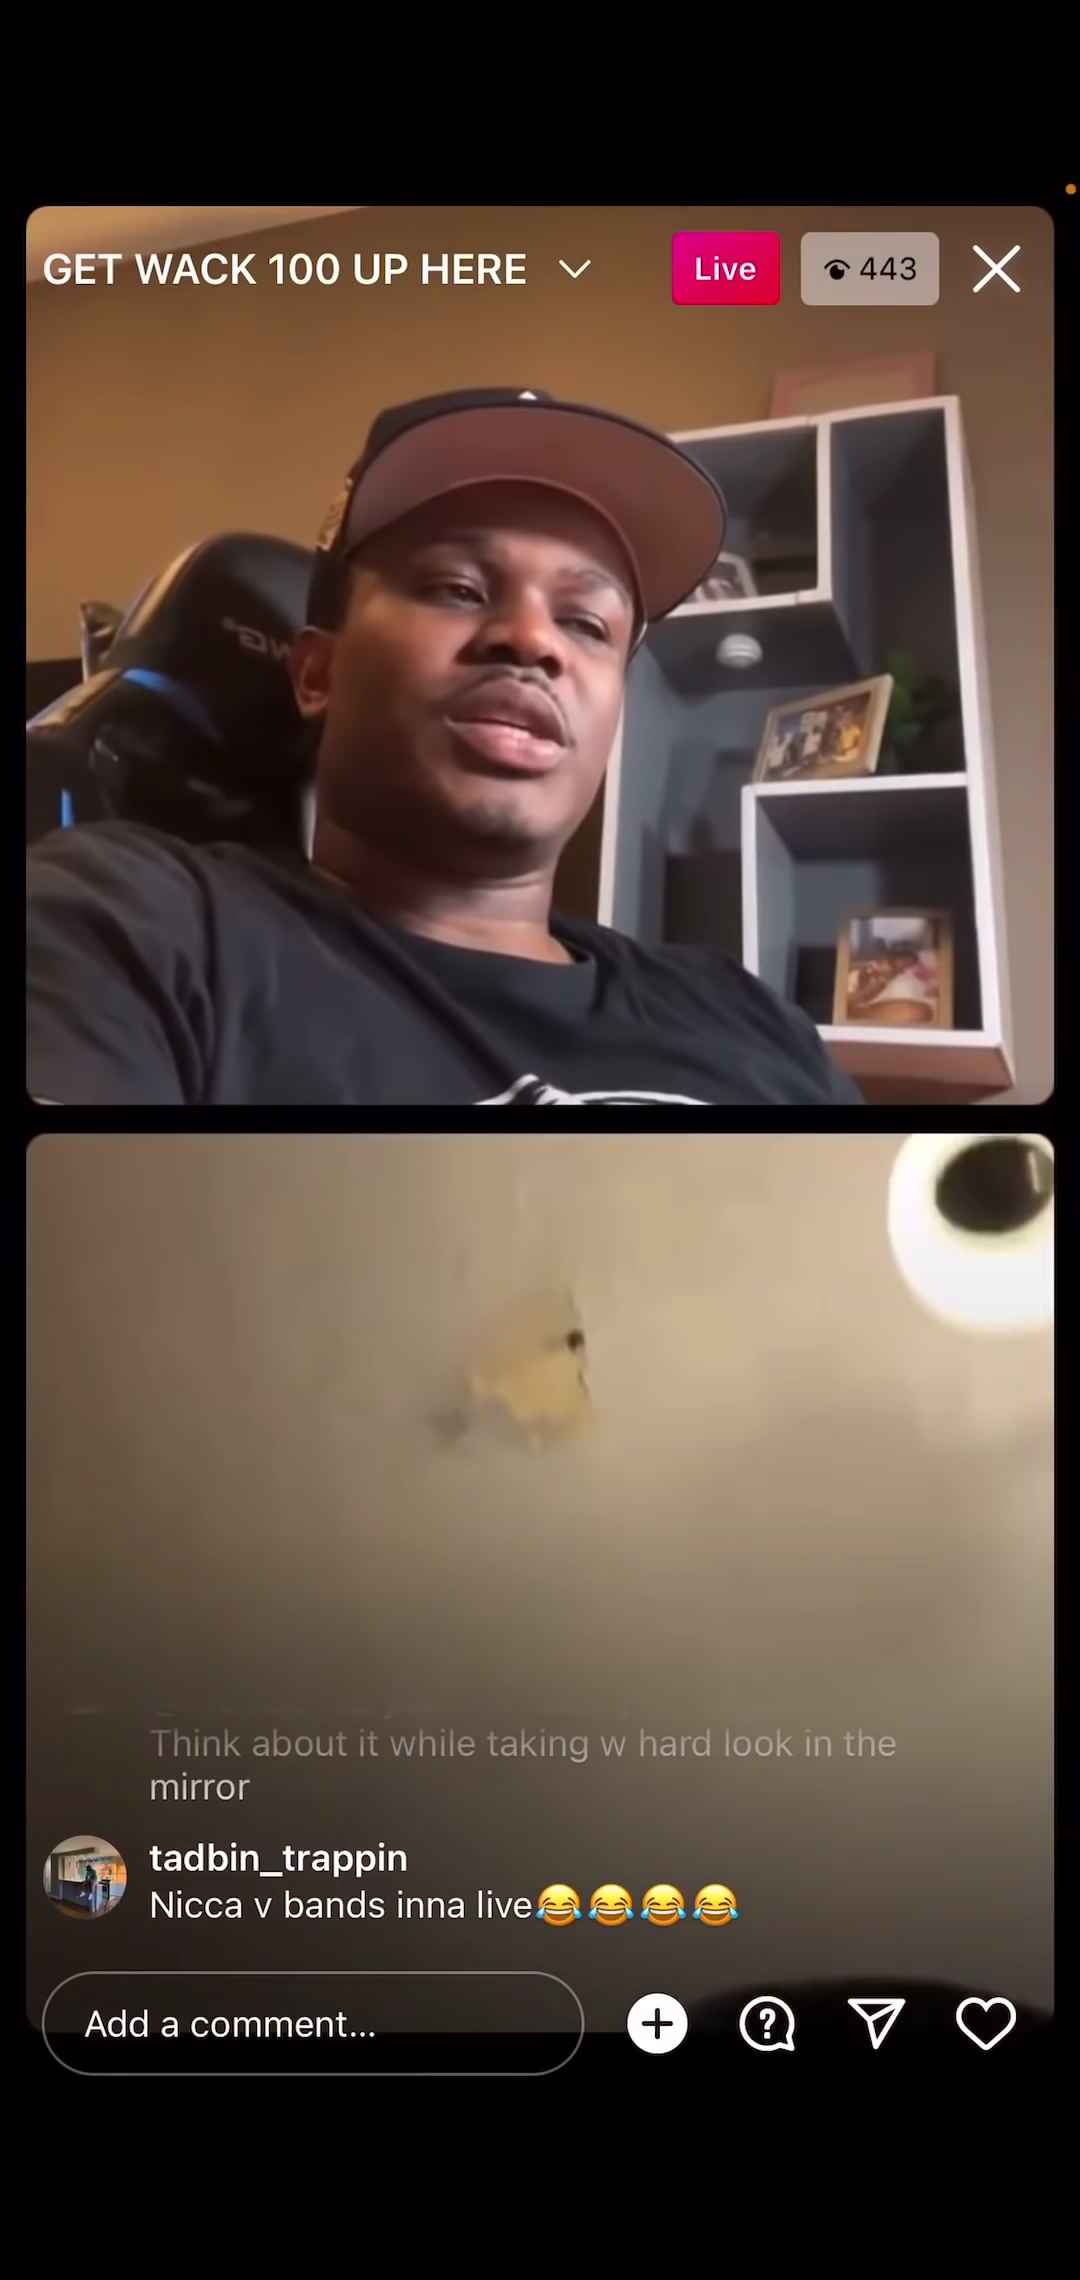 GET WACK 100 UP HERE
Live
443
Think about it while taking w hard look in the
mirror
tadbin_trappin
Nicca v bands inna live😂😂😂😂
Add a comment...